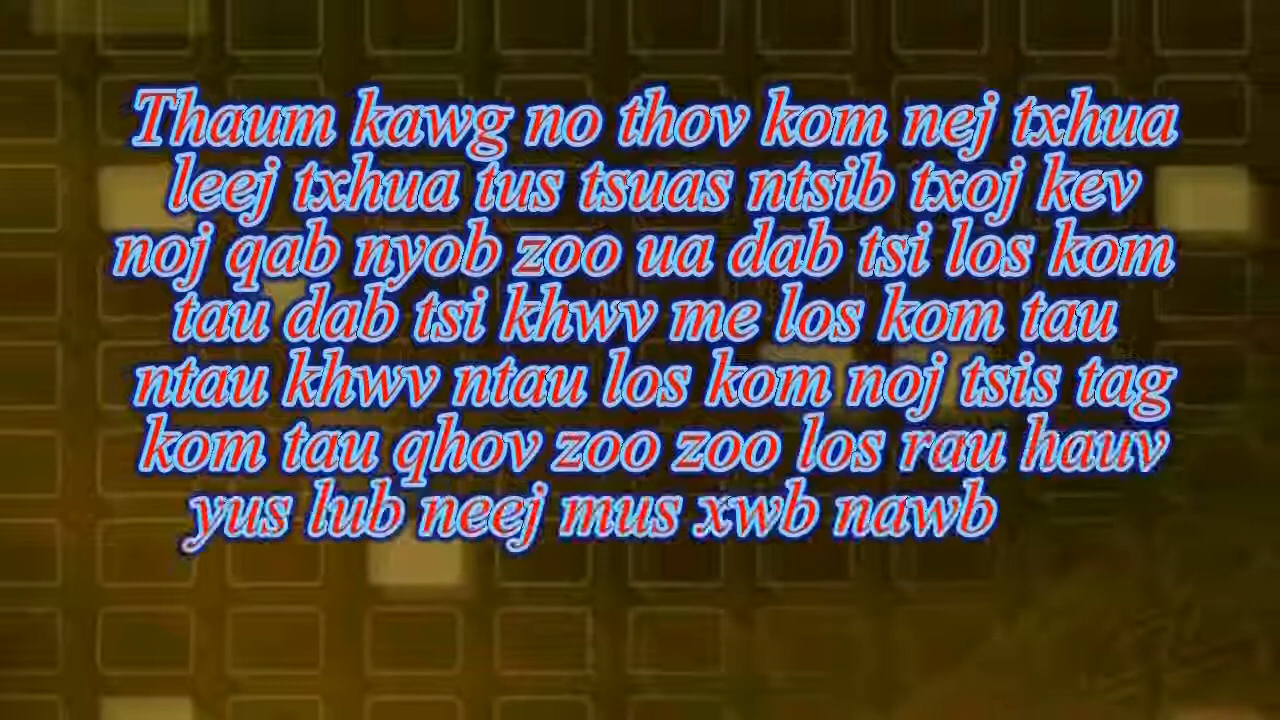 Thaum kawg no thov kom nej txhua
leej txhua tus tsuas ntsib txoj kev
noj qab nyob zoo ua dab tsi los kom
tau dab tsi khwv me los kom tau
ntau khwv ntau los kom noj tsis tag
kom tau qhov zoo zoo los rau hauv
yus lub neej mus xwb nawb